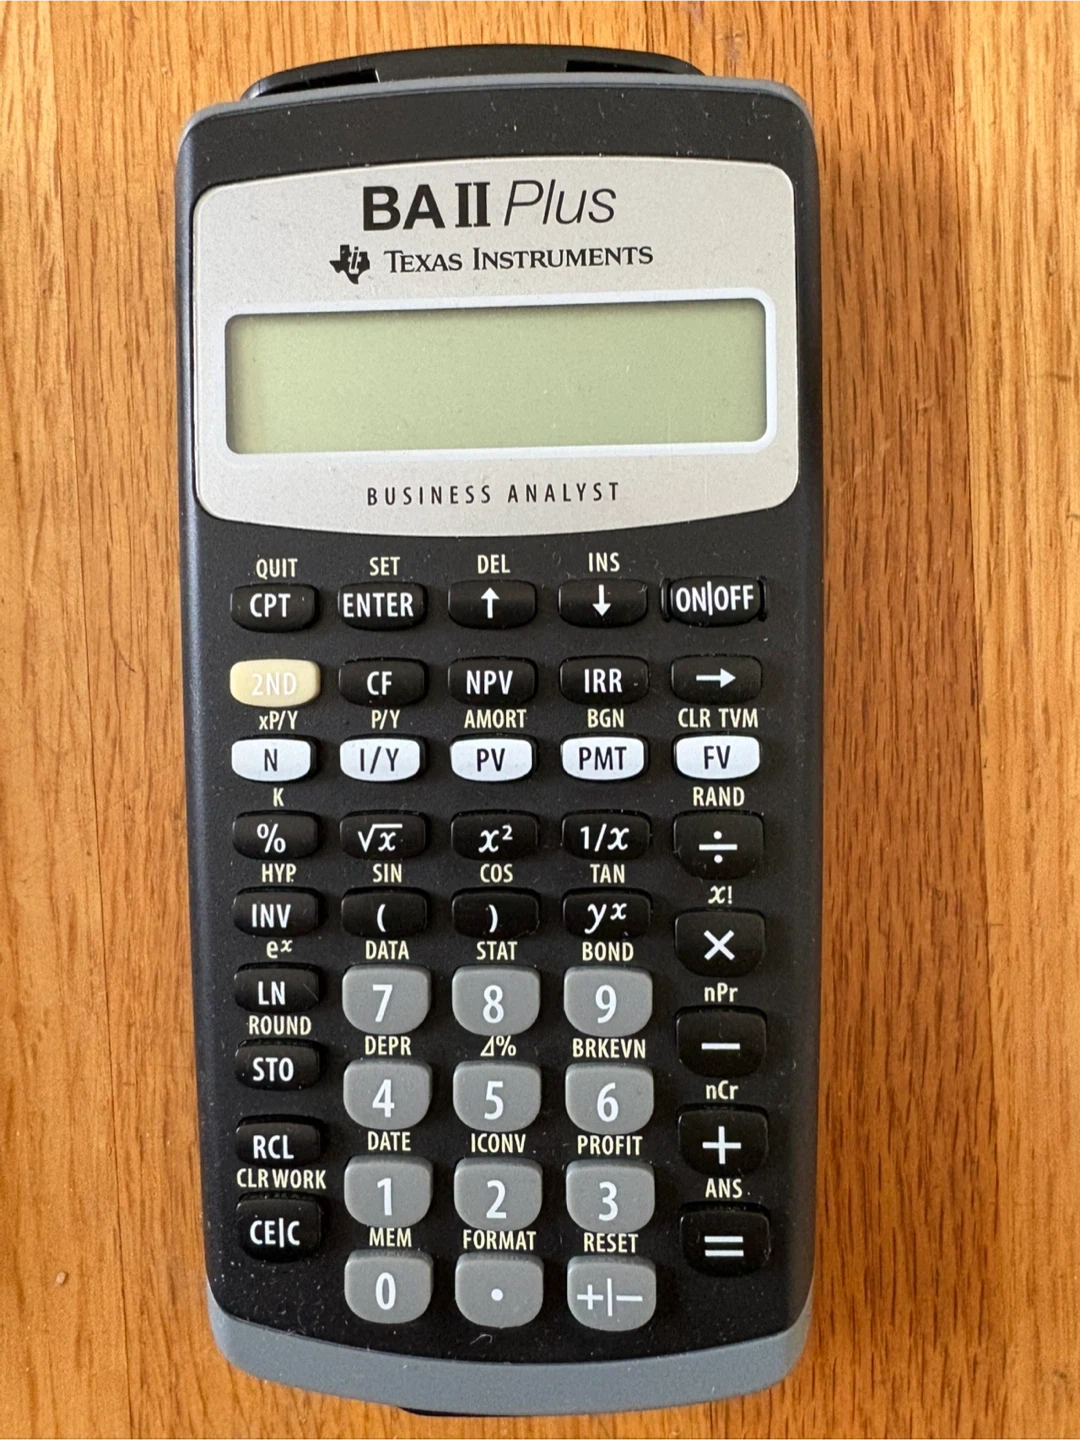 BA II Plus
TEXAS INSTRUMENTS
BUSINESS ANALYST
QUIT SET DEL INS
CPT ENTER ↑ ↓ ON|OFF
2ND CF NPV IRR →
xP/Y P/Y AMORT BGN CLR TVM
N I/Y PV PMT FV
K RAND
% √x x² 1/x ÷
HYP SIN COS TAN x!
INV ( ) yˣ ×
eˣ DATA STAT BOND nPr
LN 7 8 9 −
ROUND DEPR Δ% BRKEVN nCr
STO 4 5 6 +
DATE ICONV PROFIT
RCL 1 2 3
CLR WORK ANS
CE|C =
MEM FORMAT RESET
0 . +|−